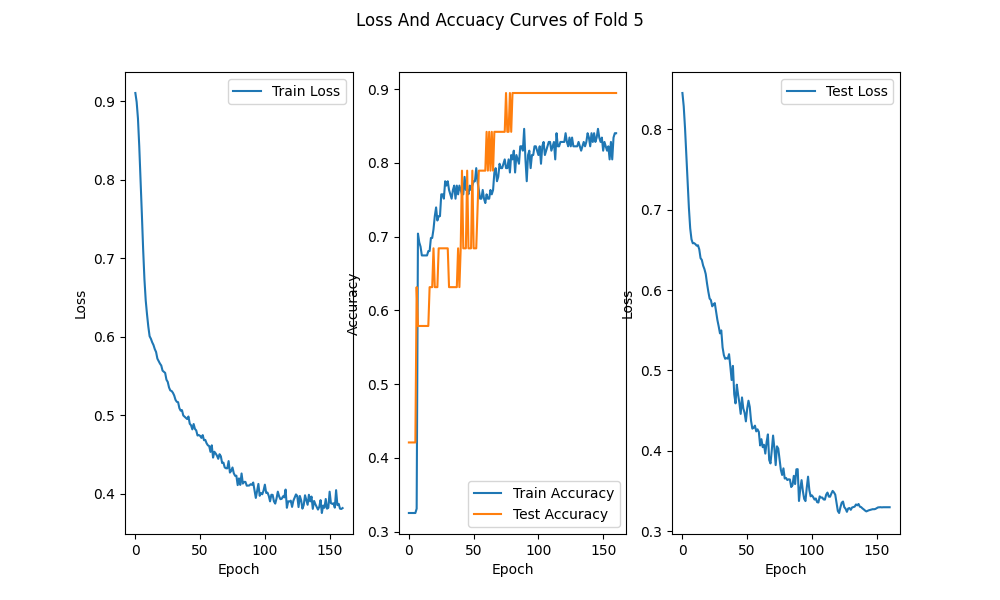 Loss And Accuacy Curves of Fold 5
Train Loss
0.9
0.8
0.7
0.6
0.5
0.4
Loss
0 50 100 150
Epoch
0.9
0.8
0.7
0.6
0.5
0.4
0.3
Accuracy
Train Accuracy
Test Accuracy
0 50 100 150
Epoch
Test Loss
0.8
0.7
0.6
0.5
0.4
0.3
Loss
0 50 100 150
Epoch